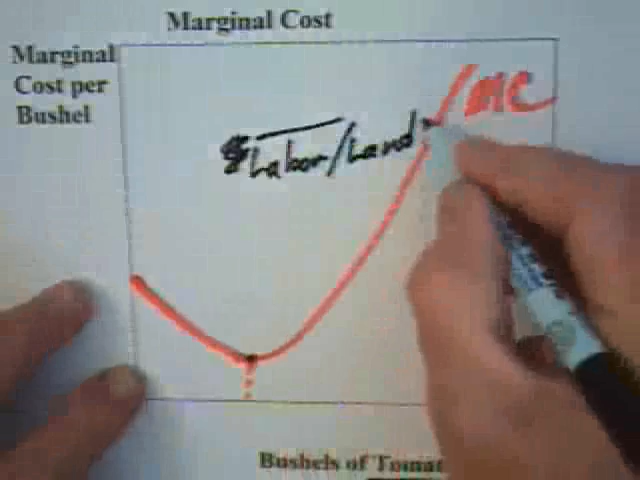 Marginal Cost
Marginal
Cost per
Bushel
MC
$ Labor/Land
Bushels of Tomat